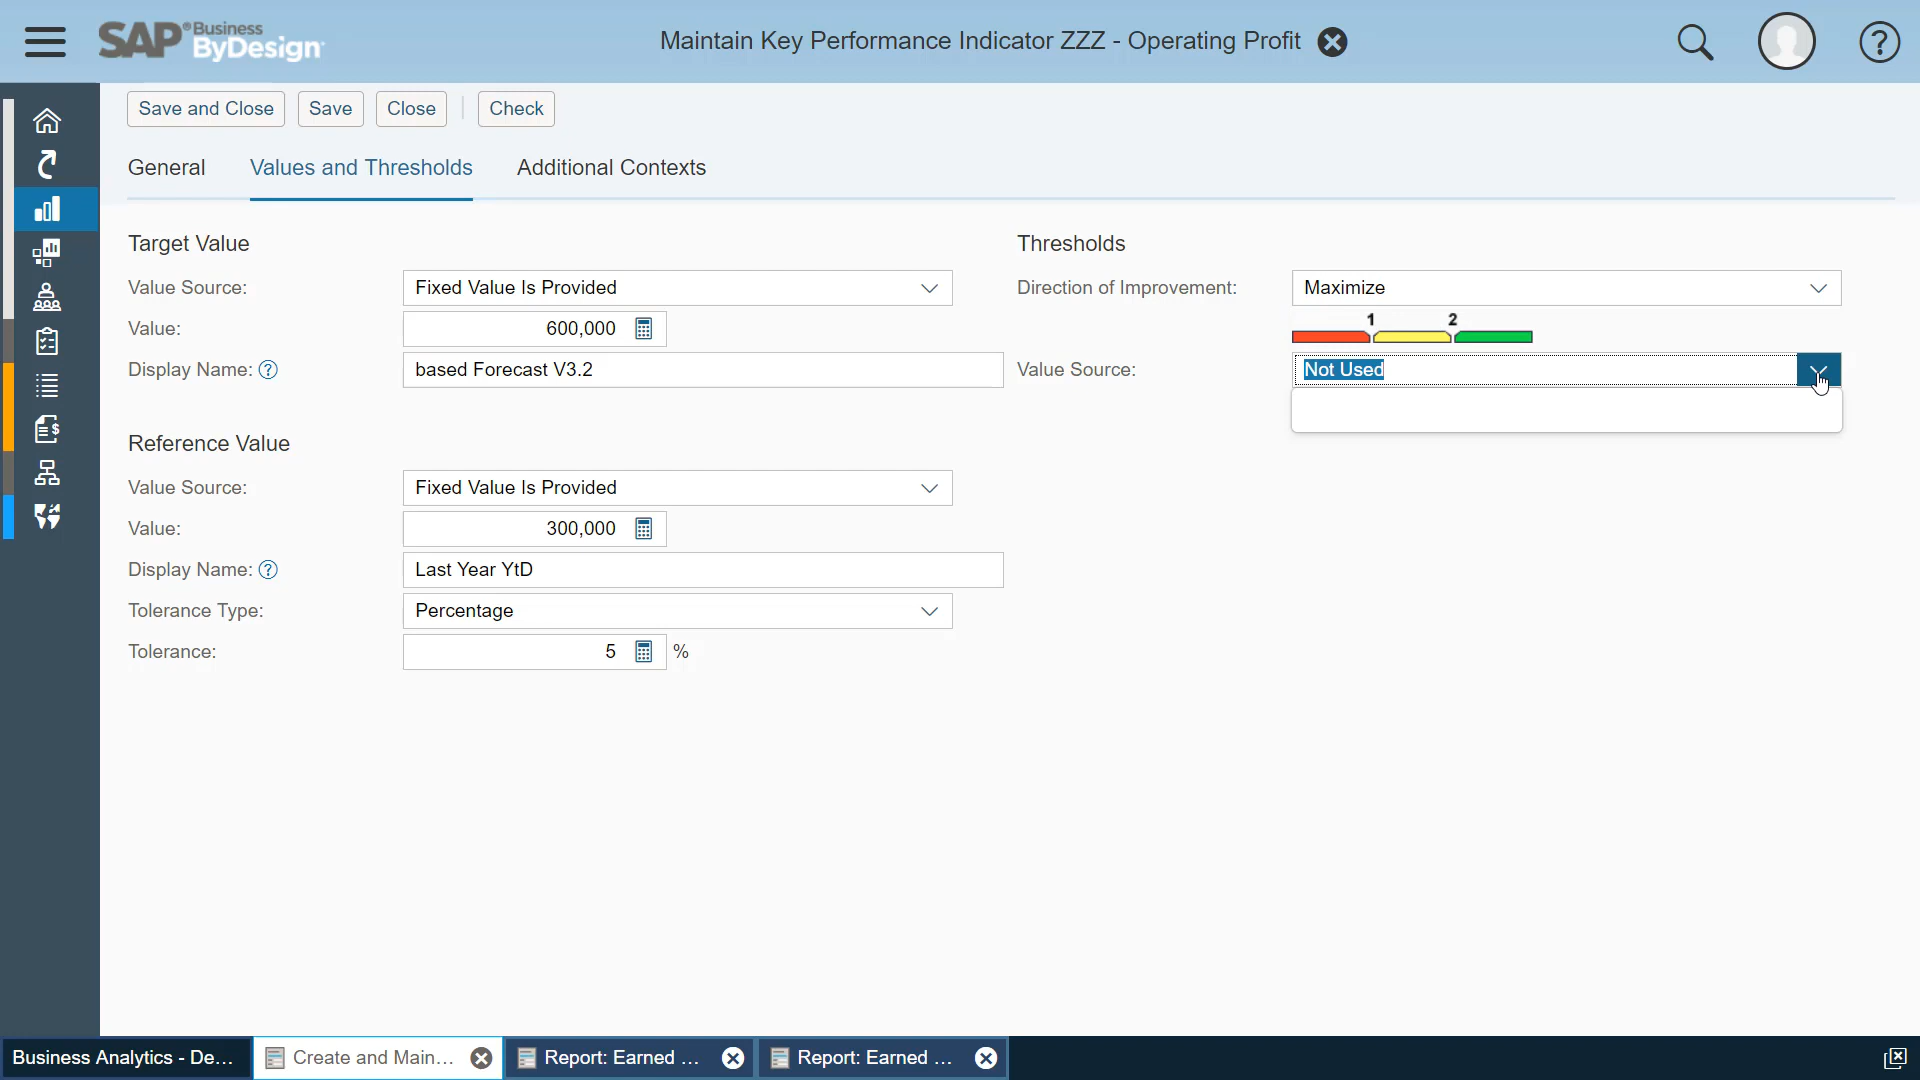 SAP Business ByDesign
Maintain Key Performance Indicator ZZZ - Operating Profit
Save and Close
Save
Close
Check
General
Values and Thresholds
Additional Contexts
Target Value
Value Source:
Fixed Value Is Provided
Value:
600,000
Display Name:
based Forecast V3.2
Reference Value
Value Source:
Fixed Value Is Provided
Value:
300,000
Display Name:
Last Year YtD
Tolerance Type:
Percentage
Tolerance:
5
%
Thresholds
Direction of Improvement:
Maximize
1
2
Value Source:
Not Used
Business Analytics - De...
Create and Main...
Report: Earned ...
Report: Earned ...